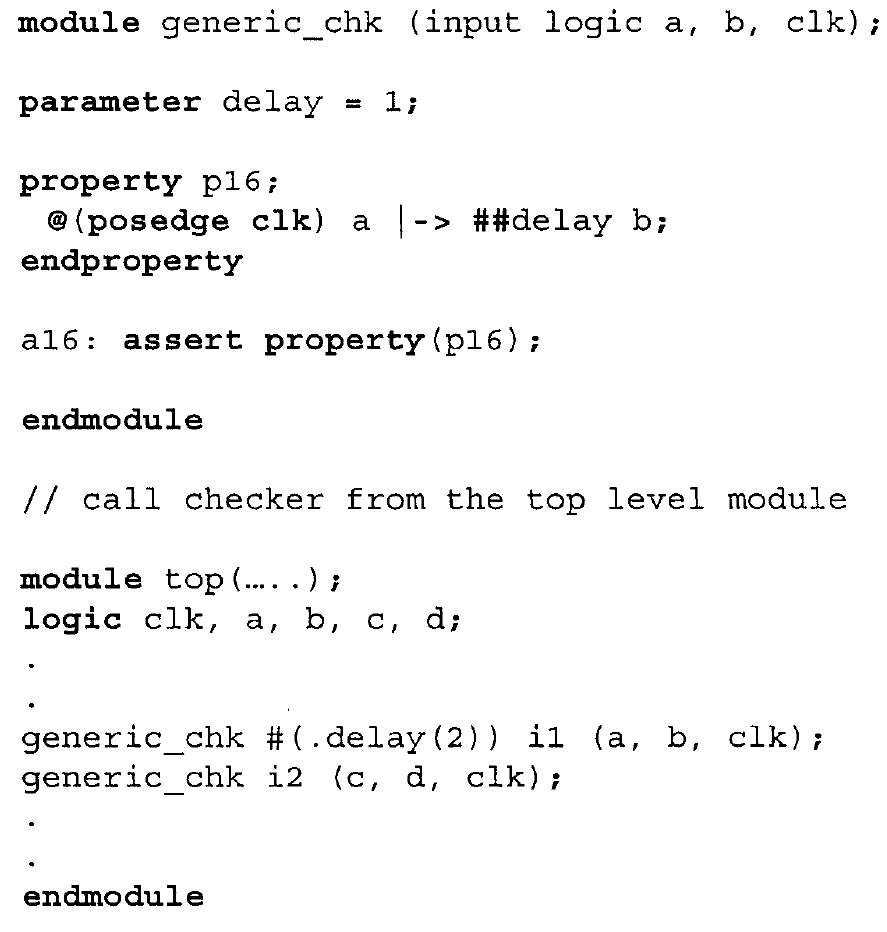 module generic_chk (input logic a, b, clk);
parameter delay = 1;
property p16;
@(posedge clk) a |-> ##delay b;
endproperty
a16: assert property(p16);
endmodule
// call checker from the top level module
module top(…..);
logic clk, a, b, c, d;
.
.
generic_chk #(.delay(2)) i1 (a, b, clk);
generic_chk i2 (c, d, clk);
.
.
endmodule